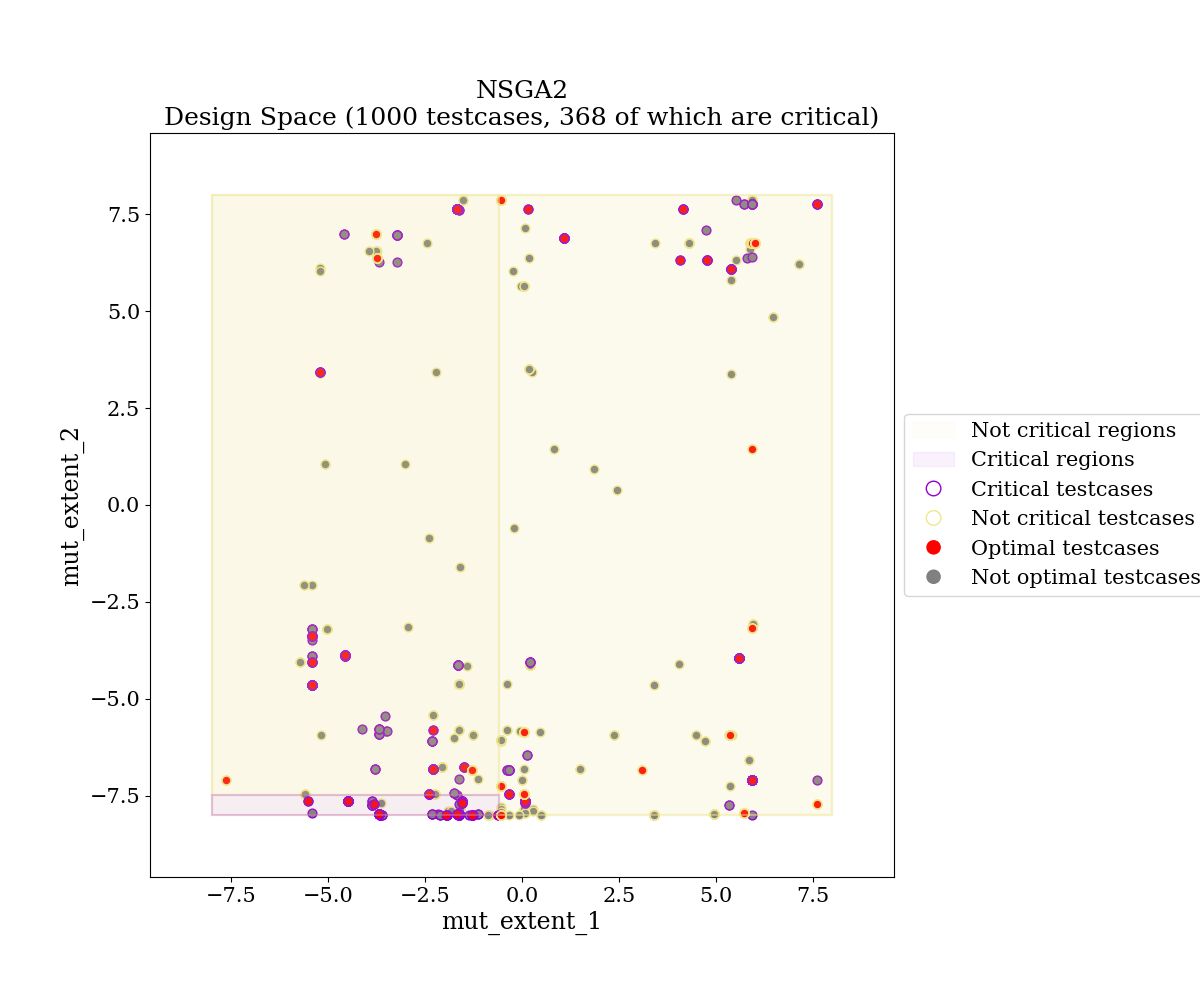 NSGA2
Design Space (1000 testcases, 368 of which are critical)
mut_extent_2
7.5
5.0
2.5
0.0
−2.5
−5.0
−7.5
−7.5
−5.0
−2.5
0.0
2.5
5.0
7.5
mut_extent_1
Not critical regions
Critical regions
Critical testcases
Not critical testcases
Optimal testcases
Not optimal testcases